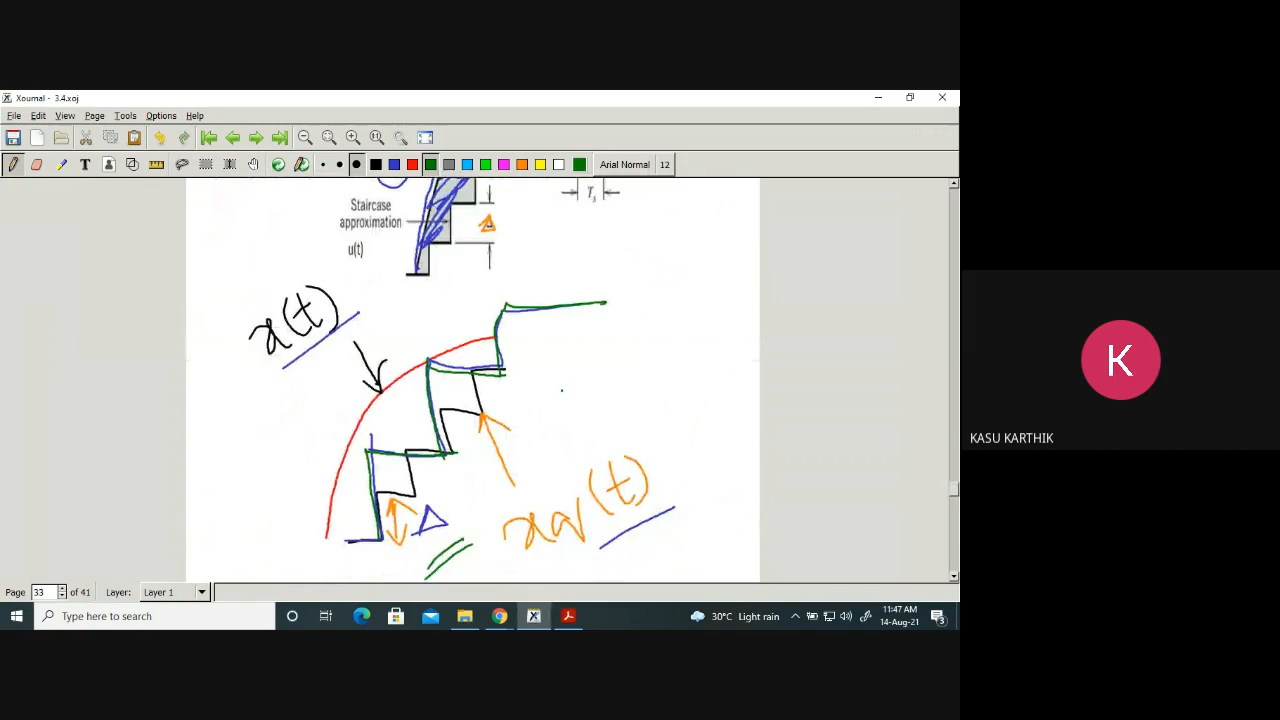 Xournal - 3.4.xoj
File Edit View Page Tools Options Help
Arial Normal 12
Staircase
approximation
u(t)
Δ
Ts
x(t)
Δ
xq(t)
Page 33 of 41 Layer: Layer 1
Type here to search
30°C Light rain
11:47 AM
14-Aug-21
3
K
KASU KARTHIK